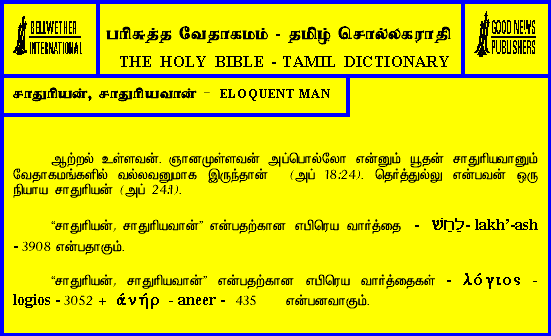 BELLWETHER
INTERNATIONAL
பரிசுத்த வேதாகமம் - தமிழ் சொல்லகராதி
THE HOLY BIBLE - TAMIL DICTIONARY
GOOD NEWS
PUBLISHERS
சாதுரியன், சாதுரியவான் – ELOQUENT MAN
ஆற்றல் உள்ளவன். ஞானமுள்ளவன் அப்பொல்லோ என்னும் யூதன் சாதுரியவானும்
வேதாகமங்களில் வல்லவனுமாக இருந்தான் (அப் 18:24). தெர்த்துல்லு என்பவன் ஒரு
நியாய சாதுரியன் (அப் 24:1).
“சாதுரியன், சாதுரியவான்” என்பதற்கான எபிரெய வார்த்தை - לַחַשׁ- lakh’-ash
- 3908 என்பதாகும்.
“சாதுரியன், சாதுரியவான்” என்பதற்கான எபிரெய வார்த்தைகள் - λόγιος -
logios - 3052 + άνήρ - aneer - 435 என்பனவாகும்.